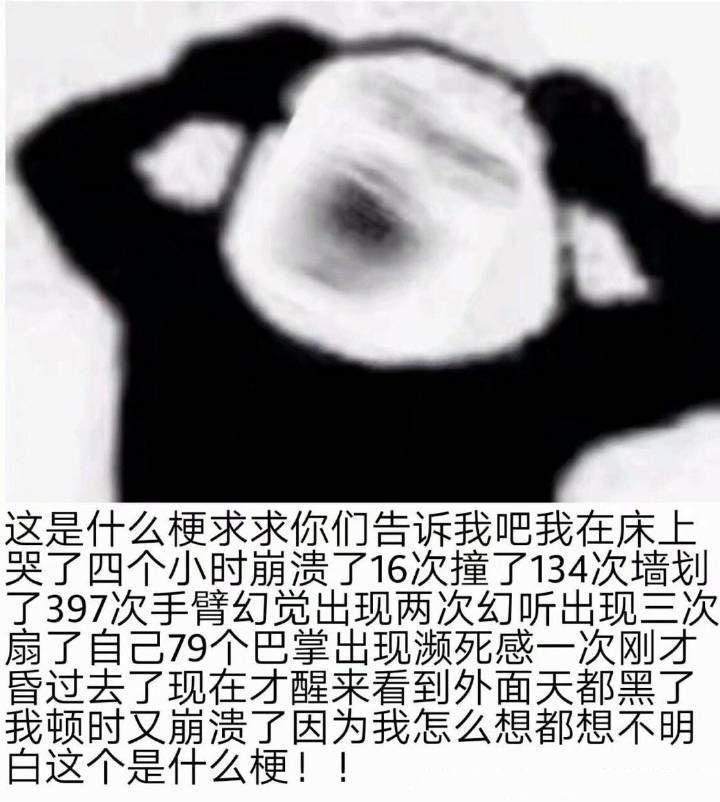 这是什么梗求求你们告诉我吧我在床上
哭了四个小时崩溃了16次撞了134次墙划
了397次手臂幻觉出现两次幻听出现三次
扇了自己79个巴掌出现濒死感一次刚才
昏过去了现在才醒来看到外面天都黑了
我顿时又崩溃了因为我怎么想都想不明
白这个是什么梗！！